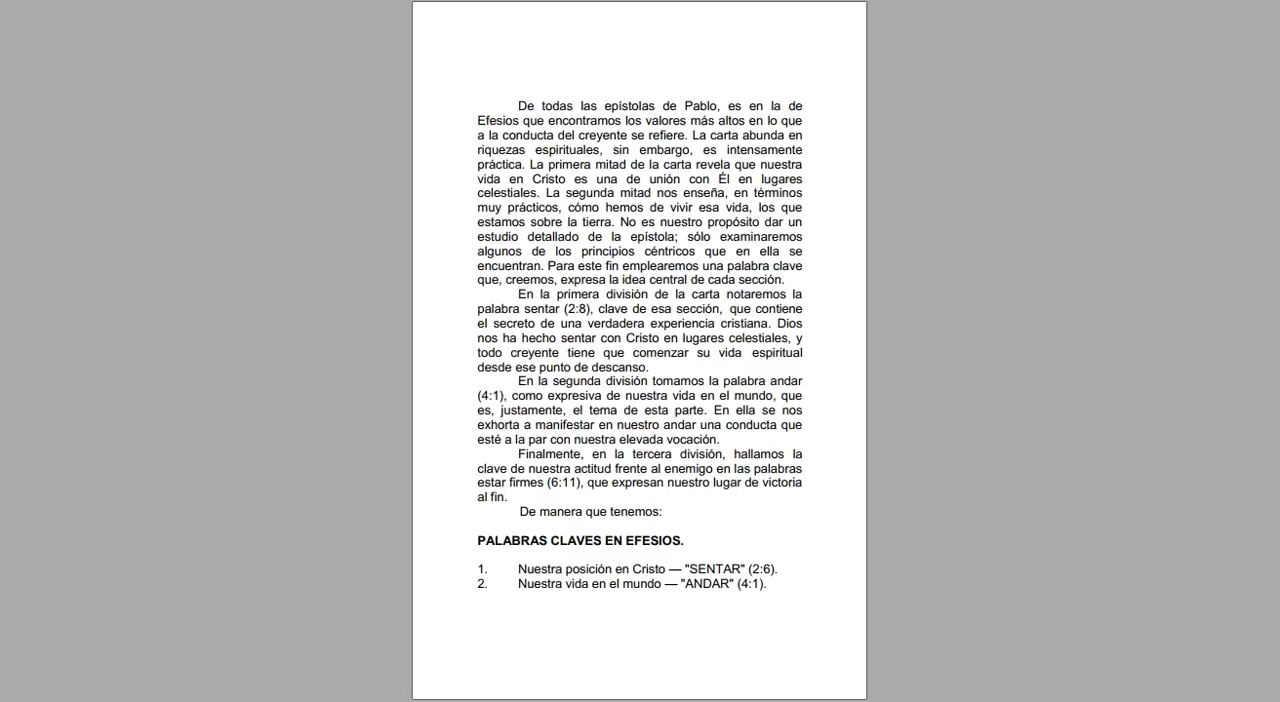 De todas las epístolas de Pablo, es en la de
Efesios que encontramos los valores más altos en lo que
a la conducta del creyente se refiere. La carta abunda en
riquezas espirituales, sin embargo, es intensamente
práctica. La primera mitad de la carta revela que nuestra
vida en Cristo es una de unión con Él en lugares
celestiales. La segunda mitad nos enseña, en términos
muy prácticos, cómo hemos de vivir esa vida, los que
estamos sobre la tierra. No es nuestro propósito dar un
estudio detallado de la epístola; sólo examinaremos
algunos de los principios céntricos que en ella se
encuentran. Para este fin emplearemos una palabra clave
que, creemos, expresa la idea central de cada sección.
En la primera división de la carta notaremos la
palabra sentar (2:8), clave de esa sección, que contiene
el secreto de una verdadera experiencia cristiana. Dios
nos ha hecho sentar con Cristo en lugares celestiales, y
todo creyente tiene que comenzar su vida espiritual
desde ese punto de descanso.
En la segunda división tomamos la palabra andar
(4:1), como expresiva de nuestra vida en el mundo, que
es, justamente, el tema de esta parte. En ella se nos
exhorta a manifestar en nuestro andar una conducta que
esté a la par con nuestra elevada vocación.
Finalmente, en la tercera división, hallamos la
clave de nuestra actitud frente al enemigo en las palabras
estar firmes (6:11), que expresan nuestro lugar de victoria
al fin.
De manera que tenemos:
PALABRAS CLAVES EN EFESIOS.
1. Nuestra posición en Cristo — "SENTAR" (2:6).
2. Nuestra vida en el mundo — "ANDAR" (4:1).